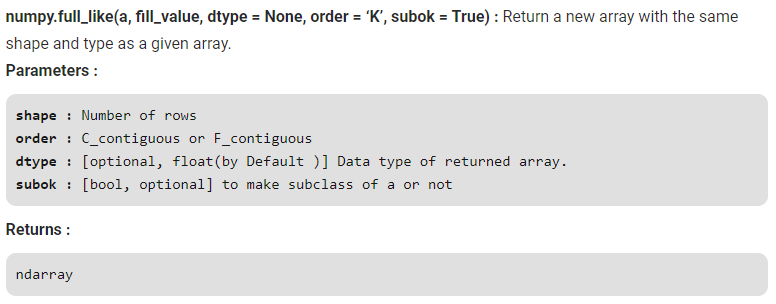 numpy.full_like(a, fill_value, dtype = None, order = ‘K’, subok = True) : Return a new array with the same
shape and type as a given array.
Parameters :
shape : Number of rows
order : C_contiguous or F_contiguous
dtype : [optional, float(by Default )] Data type of returned array.
subok : [bool, optional] to make subclass of a or not
Returns :
ndarray